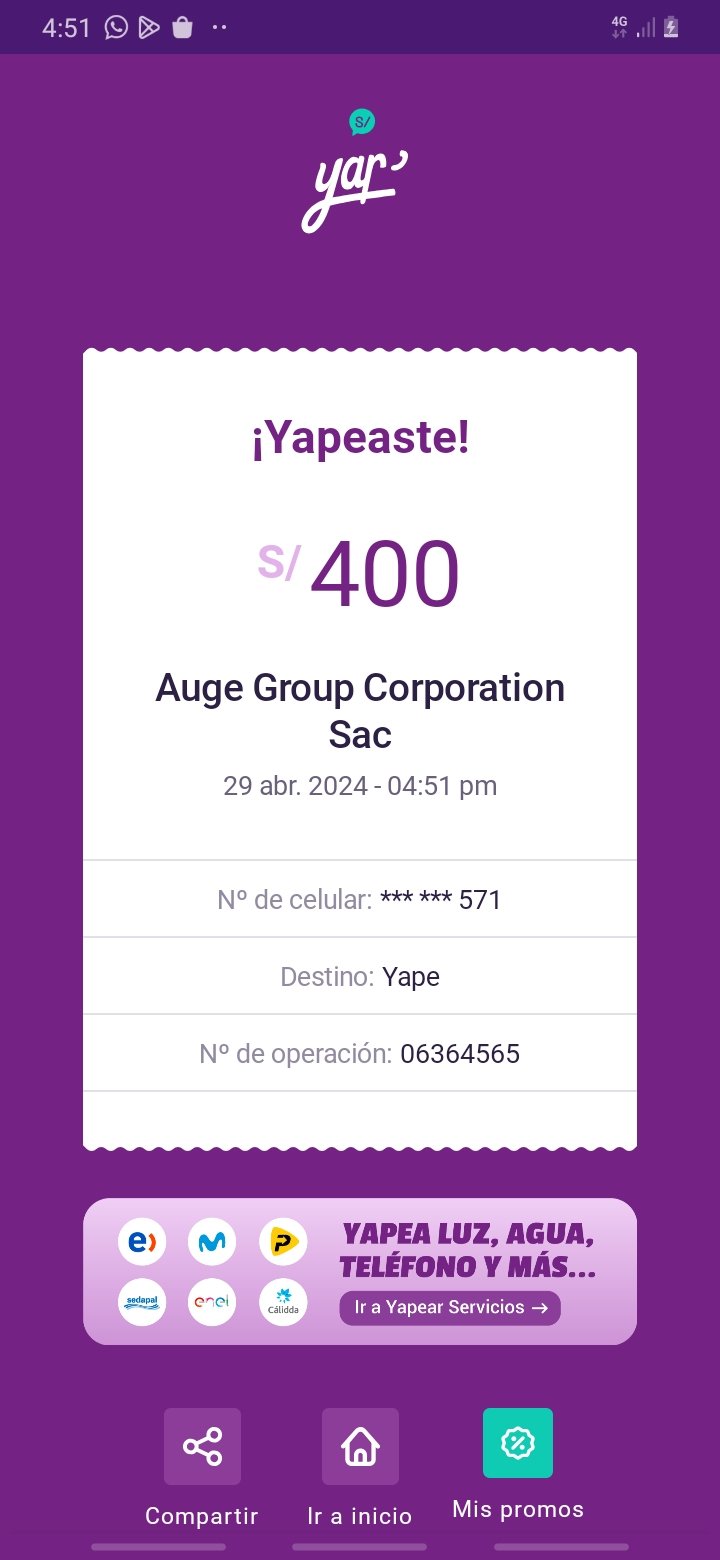 4:51
4G
S/
yap
¡Yapeaste!
S/ 400
Auge Group Corporation
Sac
29 abr. 2024 - 04:51 pm
Nº de celular: *** *** 571
Destino: Yape
Nº de operación: 06364565
e)
P
sedapal
enel
Cálidda
YAPEA LUZ, AGUA,
TELÉFONO Y MÁS...
Ir a Yapear Servicios →
Compartir
Ir a inicio
Mis promos